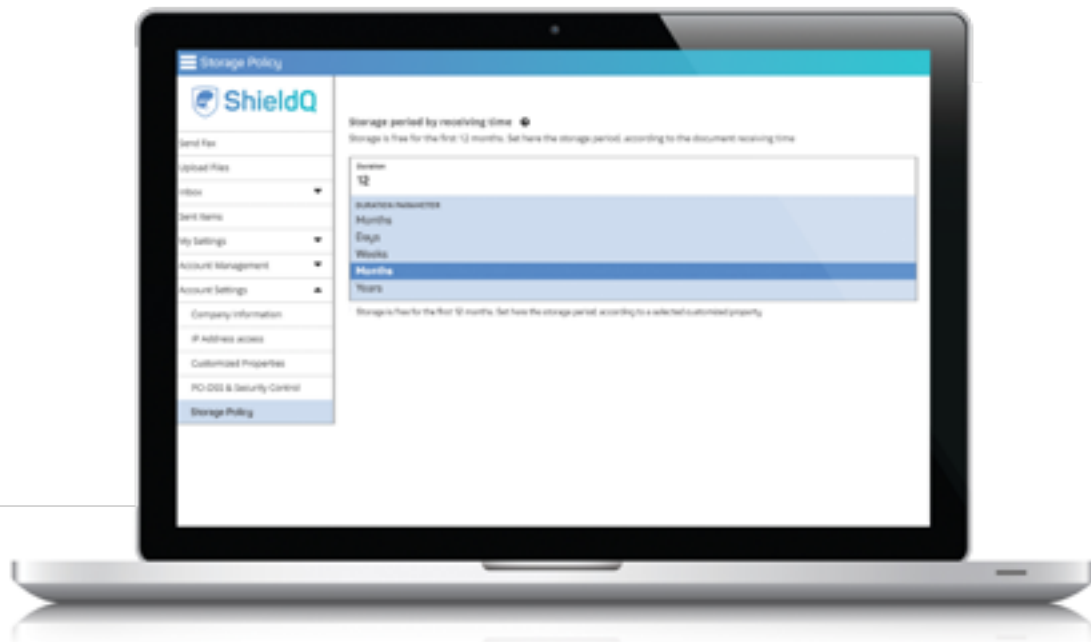 Storage Policy
ShieldQ
Send Fax
Upload Files
Inbox
Sent Items
My Settings
Account Management
Account Settings
Company Information
IP Address access
Customized Properties
PCI-DSS & Security Control
Storage Policy
Storage period by receiving time
Storage is free for the first 12 months. Set here the storage period, according to the document receiving time
Duration
12
DURATION PARAMETER
Months
Days
Weeks
Months
Years
Storage is free for the first 12 months. Set here the storage period, according to a selected customized property.